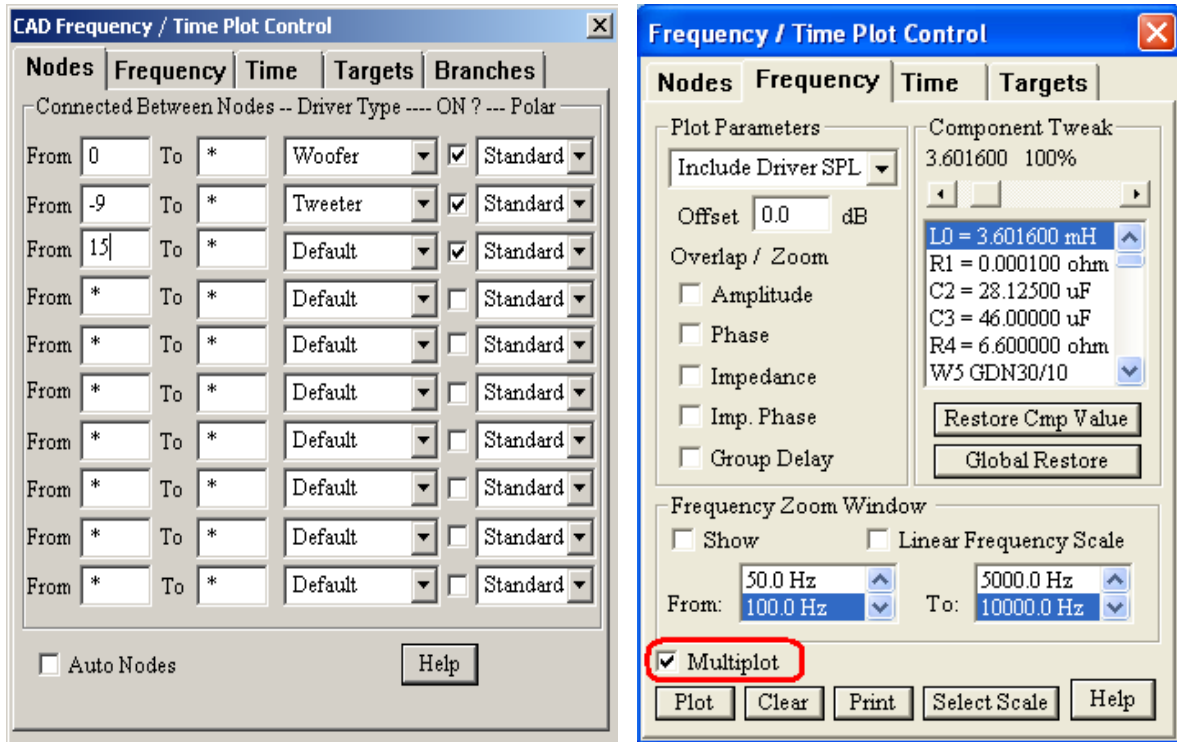 CAD Frequency / Time Plot Control
Nodes Frequency Time Targets Branches
Connected Between Nodes -- Driver Type ---- ON ? --- Polar
From 0 To * Woofer Standard
From -9 To * Tweeter Standard
From 15 To * Default Standard
From * To * Default Standard
From * To * Default Standard
From * To * Default Standard
From * To * Default Standard
From * To * Default Standard
From * To * Default Standard
From * To * Default Standard
Auto Nodes Help
Frequency / Time Plot Control
Nodes Frequency Time Targets
Plot Parameters
Include Driver SPL
Offset 0.0 dB
Overlap / Zoom
Amplitude
Phase
Impedance
Imp. Phase
Group Delay
Component Tweak
3.601600 100%
L0 = 3.601600 mH
R1 = 0.000100 ohm
C2 = 28.12500 uF
C3 = 46.00000 uF
R4 = 6.600000 ohm
W5 GDN30/10
Restore Cmp Value
Global Restore
Frequency Zoom Window
Show Linear Frequency Scale
50.0 Hz 5000.0 Hz
From: 100.0 Hz To: 10000.0 Hz
Multiplot
Plot Clear Print Select Scale Help